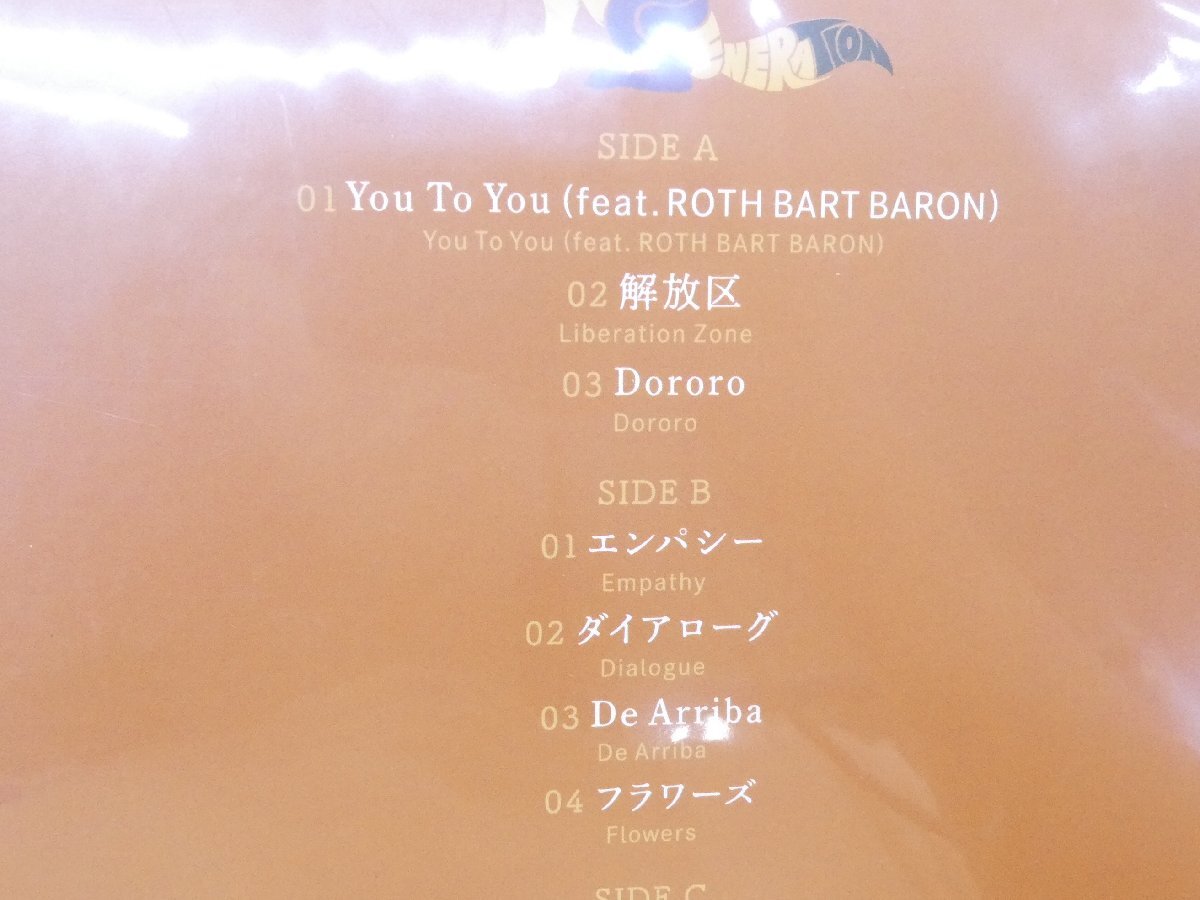 GENERATION
SIDE A
01 You To You (feat. ROTH BART BARON)
You To You (feat. ROTH BART BARON)
02 解放区
Liberation Zone
03 Dororo
Dororo
SIDE B
01 エンパシー
Empathy
02 ダイアローグ
Dialogue
03 De Arriba
De Arriba
04 フラワーズ
Flowers
SIDE C